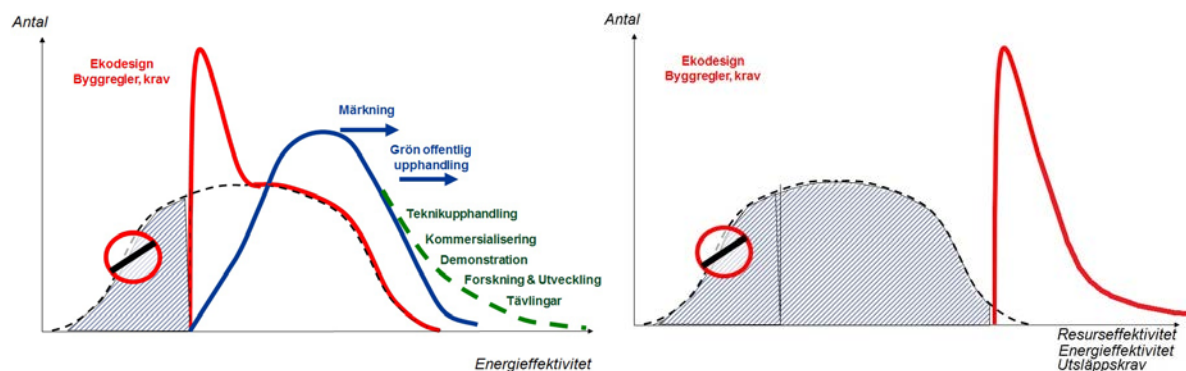 Antal
Ekodesign
Byggregler, krav
Märkning
Grön offentlig
upphandling
Teknikupphandling
Kommersialisering
Demonstration
Forskning & Utveckling
Tävlingar
Energieffektivitet
Antal
Ekodesign
Byggregler, krav
Resurseffektivitet
Energieffektivitet
Utsläppskrav